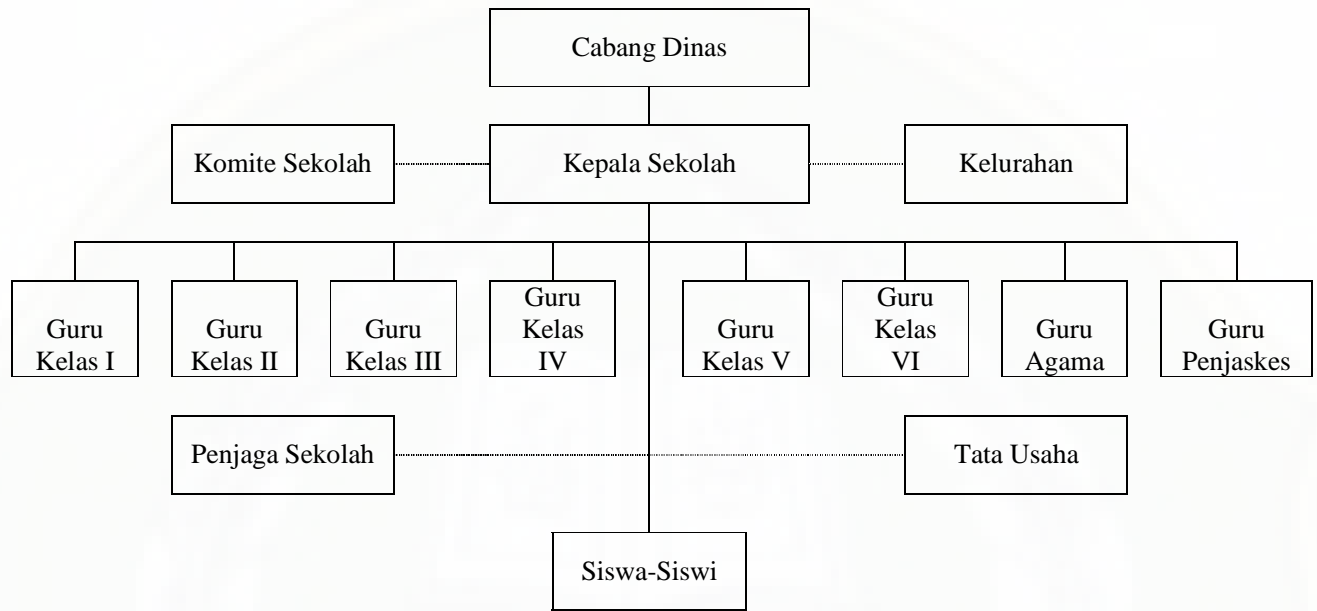 Cabang Dinas
Komite Sekolah
Kepala Sekolah
Kelurahan
Guru
Kelas I
Guru
Kelas II
Guru
Kelas III
Guru
Kelas
IV
Guru
Kelas V
Guru
Kelas
VI
Guru
Agama
Guru
Penjaskes
Penjaga Sekolah
Tata Usaha
Siswa-Siswi